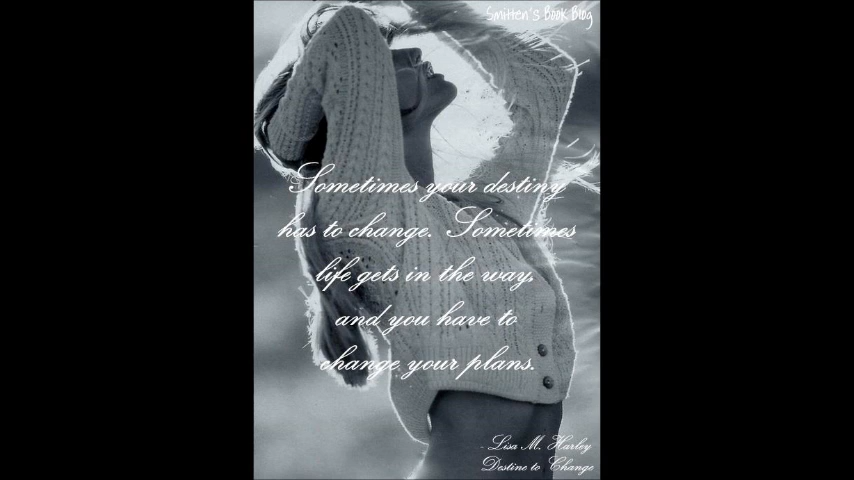 Smitten's Book Blog
Sometimes your destiny
has to change. Sometimes
life gets in the way,
and you have to
change your plans.
- Lisa M. Harley
Destine to Change